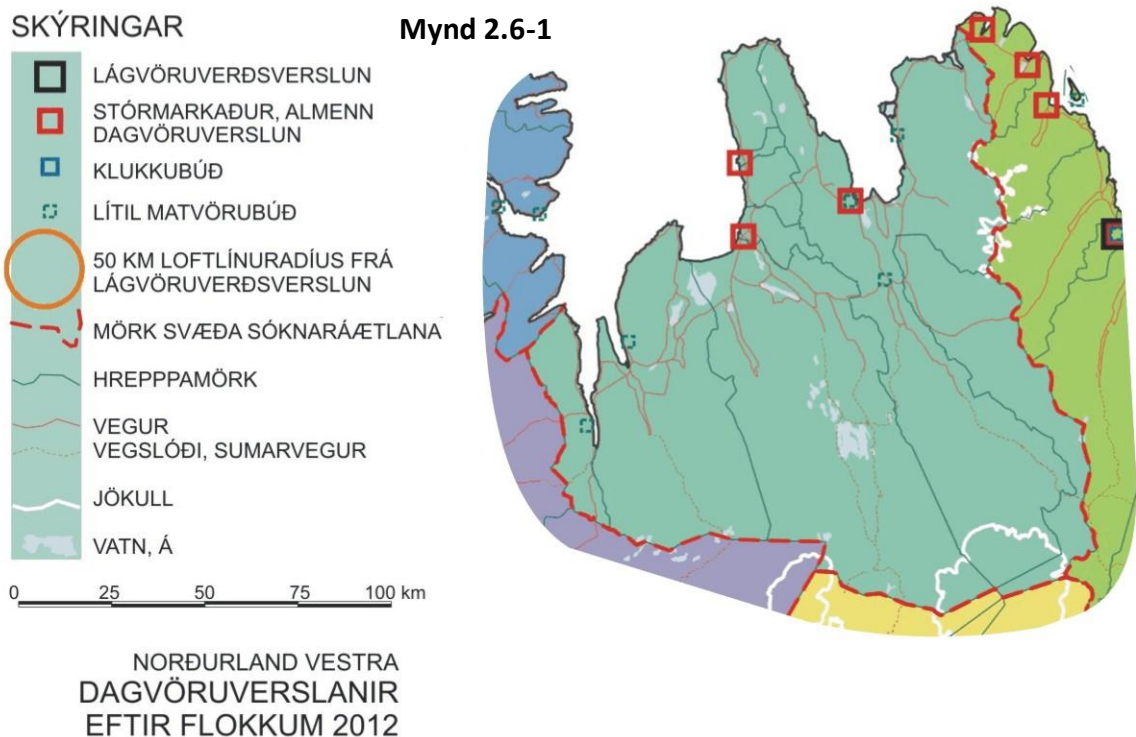 SKÝRINGAR
Mynd 2.6-1
LÁGVÖRUVERÐSVERSLUN
STÓRMARKAÐUR, ALMENN
DAGVÖRUVERSLUN
KLUKKUBÚÐ
LÍTIL MATVÖRUBÚÐ
50 KM LOFTLÍNURADÍUS FRÁ
LÁGVÖRUVERÐSVERSLUN
MÖRK SVÆÐA SÓKNARÁÆTLANA
HREPPPAMÖRK
VEGUR
VEGSLÓÐI, SUMARVEGUR
JÖKULL
VATN, Á
0 25 50 100 km
NORÐURLAND VESTRA
DAGVÖRUVERSLANIR
EFTIR FLOKKUM 2012